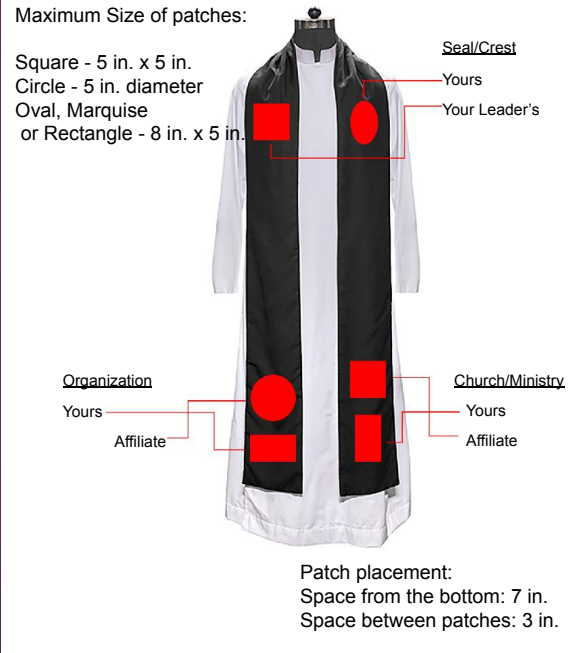 Maximum Size of patches:
Square - 5 in. x 5 in.
Circle - 5 in. diameter
Oval, Marquise
or Rectangle - 8 in. x 5 in.
Seal/Crest
Yours
Your Leader's
Organization
Yours
Affiliate
Church/Ministry
Yours
Affiliate
Patch placement:
Space from the bottom: 7 in.
Space between patches: 3 in.